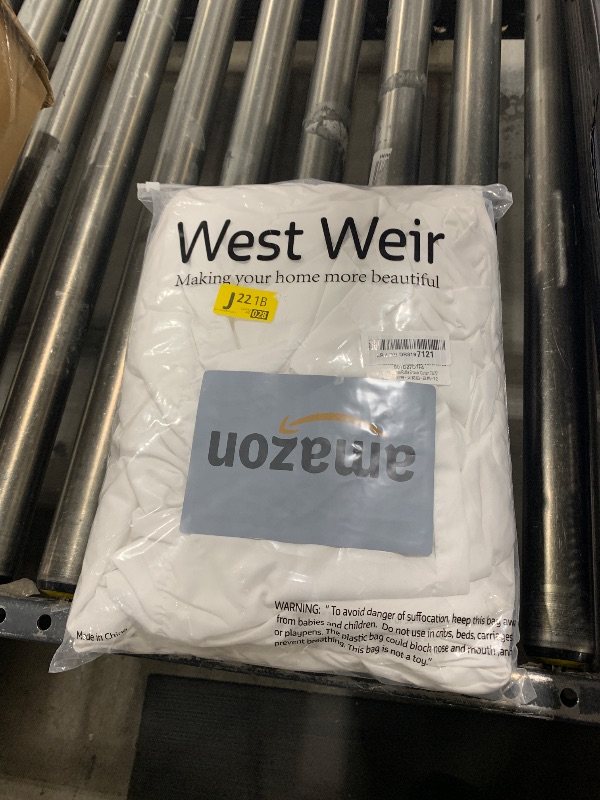 West Weir
Making your home more beautiful
J 22.1B
028
7121
amazon
WARNING: "To avoid danger of suffocation, keep this bag away
from babies and children. Do not use in cribs, beds, carriages
or playpens. The plastic bag could block nose and mouth and
prevent breathing. This bag is not a toy."
Made in China